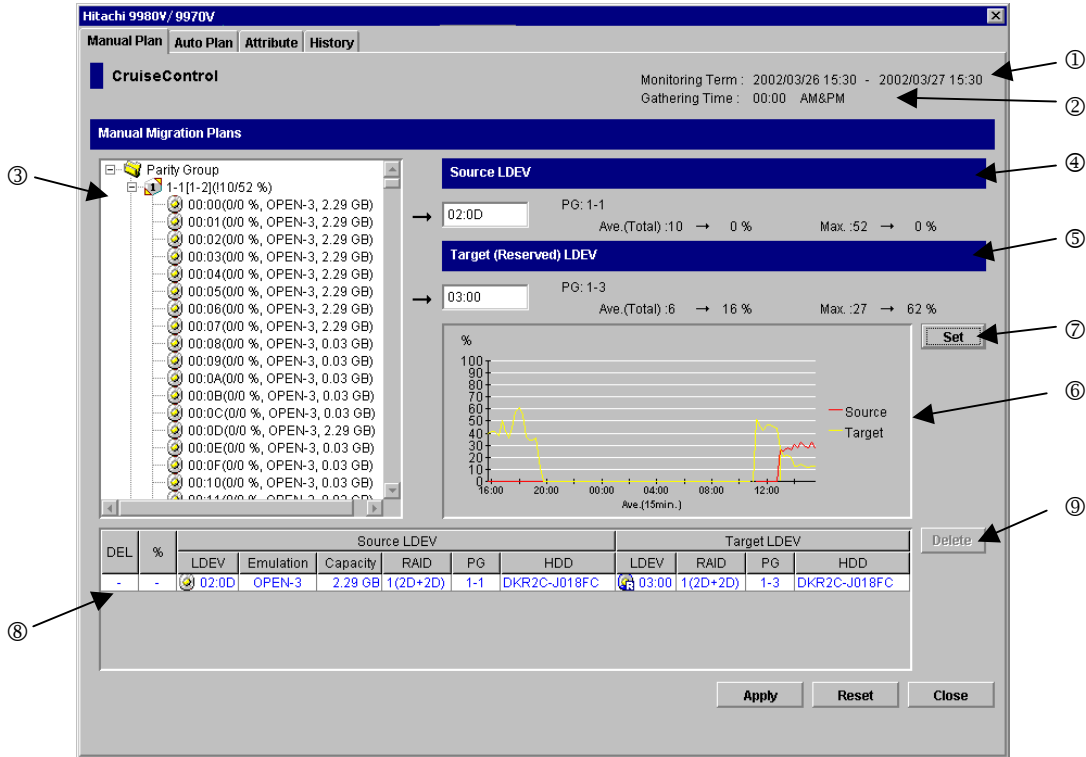 Hitachi 9980V/ 9970V
Manual Plan Auto Plan Attribute History
CruiseControl
Monitoring Term : 2002/03/26 15:30 - 2002/03/27 15:30
Gathering Time : 00:00 AM&PM
①
②
Manual Migration Plans
③
Parity Group
1-1[1-2](!10/52 %)
00:00(0/0 %, OPEN-3, 2.29 GB)
00:01(0/0 %, OPEN-3, 2.29 GB)
00:02(0/0 %, OPEN-3, 2.29 GB)
00:03(0/0 %, OPEN-3, 2.29 GB)
00:04(0/0 %, OPEN-3, 2.29 GB)
00:05(0/0 %, OPEN-3, 2.29 GB)
00:06(0/0 %, OPEN-3, 2.29 GB)
00:07(0/0 %, OPEN-3, 2.29 GB)
00:08(0/0 %, OPEN-3, 0.03 GB)
00:09(0/0 %, OPEN-3, 0.03 GB)
00:0A(0/0 %, OPEN-3, 0.03 GB)
00:0B(0/0 %, OPEN-3, 0.03 GB)
00:0C(0/0 %, OPEN-3, 0.03 GB)
00:0D(0/0 %, OPEN-3, 2.29 GB)
00:0E(0/0 %, OPEN-3, 0.03 GB)
00:0F(0/0 %, OPEN-3, 0.03 GB)
00:10(0/0 %, OPEN-3, 0.03 GB)
00:11(0/0 %, OPEN-3, 0.03 GB)
Source LDEV
④
→ 02:0D
PG: 1-1
Ave.(Total) :10 → 0 % Max. :52 → 0 %
Target (Reserved) LDEV
⑤
→ 03:00
PG: 1-3
Ave.(Total) :6 → 16 % Max. :27 → 62 %
Set
⑦
%
100
90
80
70
60
50
40
30
20
10
0
16:00 20:00 00:00 04:00 08:00 12:00
Ave.(15min.)
Source
Target
⑥
DEL % Source LDEV Target LDEV
LDEV Emulation Capacity RAID PG HDD LDEV RAID PG HDD
- - 02:0D OPEN-3 2.29 GB 1(2D+2D) 1-1 DKR2C-J018FC 03:00 1(2D+2D) 1-3 DKR2C-J018FC
Delete
⑨
⑧
Apply Reset Close